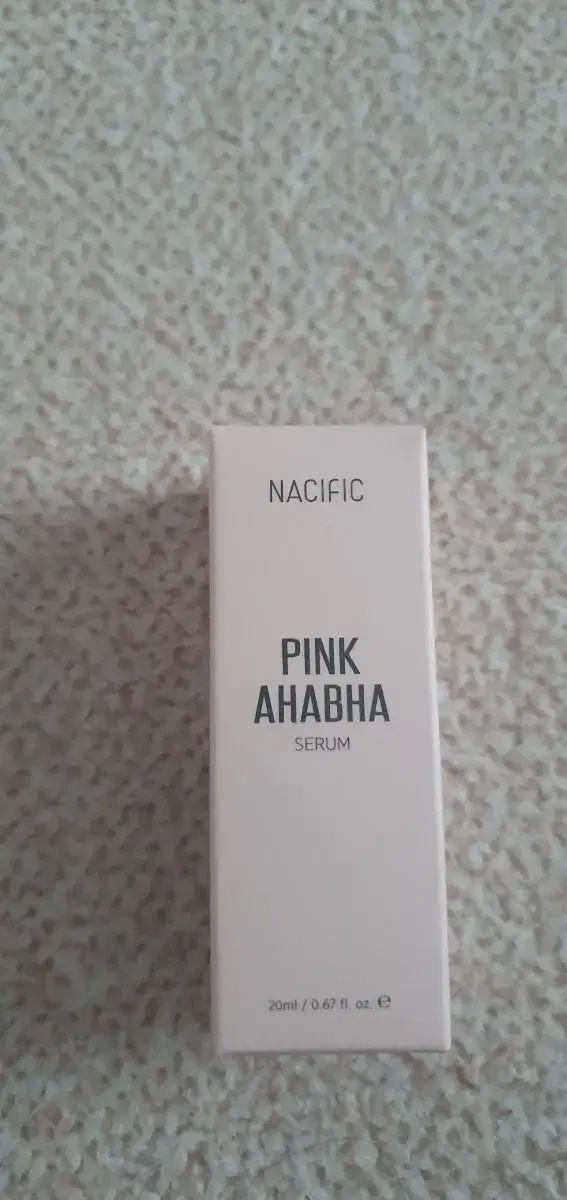 NACIFIC
PINK
AHABHA
SERUM
20ml / 0.67 fl. oz. ℮